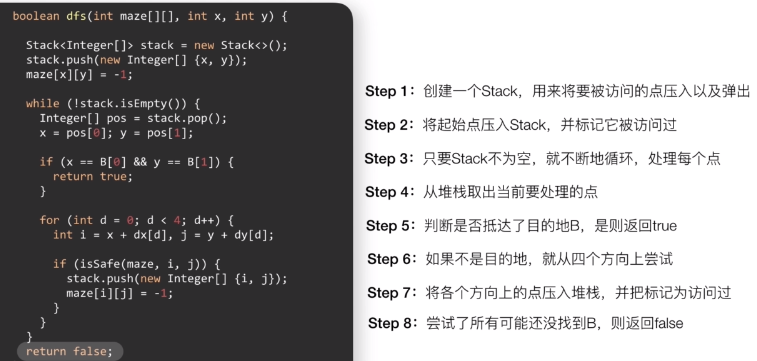 boolean dfs(int maze[][], int x, int y) {
Stack<Integer[]> stack = new Stack<>();
stack.push(new Integer[] {x, y});
maze[x][y] = -1;
while (!stack.isEmpty()) {
Integer[] pos = stack.pop();
x = pos[0]; y = pos[1];
if (x == B[0] && y == B[1]) {
return true;
}
for (int d = 0; d < 4; d++) {
int i = x + dx[d], j = y + dy[d];
if (isSafe(maze, i, j)) {
stack.push(new Integer[] {i, j});
maze[i][j] = -1;
}
}
}
return false;
Step 1：创建一个Stack，用来将要被访问的点压入以及弹出
Step 2：将起始点压入Stack，并标记它被访问过
Step 3：只要Stack不为空，就不断地循环，处理每个点
Step 4：从堆栈取出当前要处理的点
Step 5：判断是否抵达了目的地B，是则返回true
Step 6：如果不是目的地，就从四个方向上尝试
Step 7：将各个方向上的点压入堆栈，并把标记为访问过
Step 8：尝试了所有可能还没找到B，则返回false